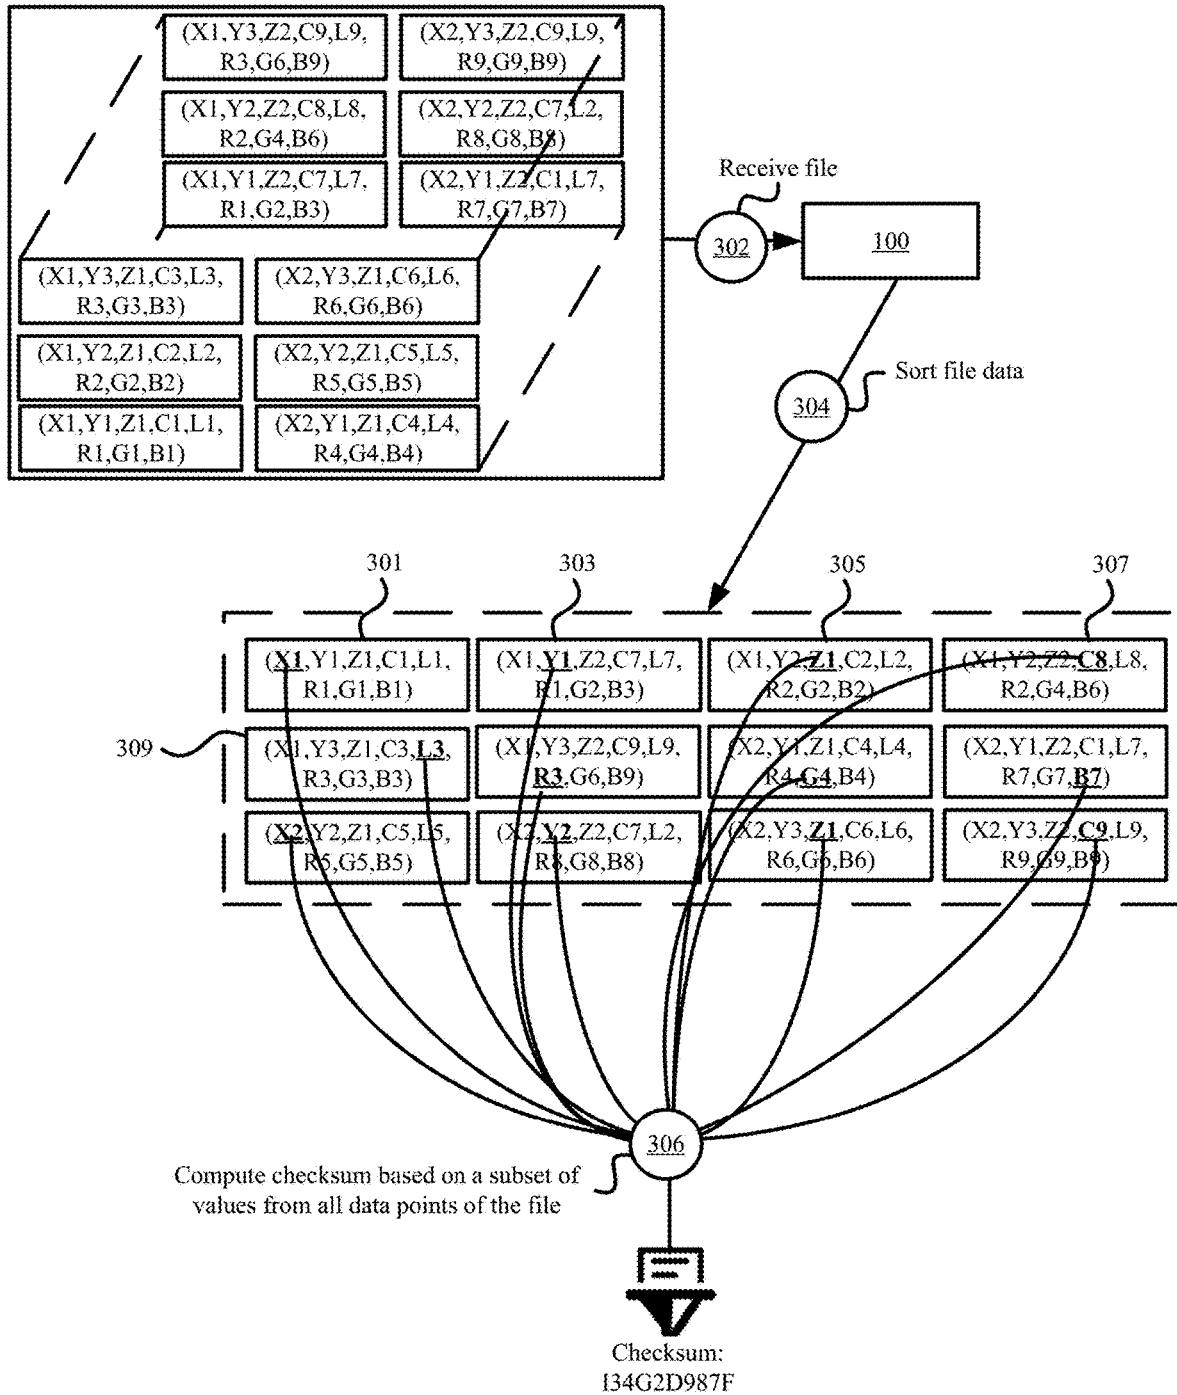 (X1,Y3,Z2,C9,L9,
R3,G6,B9)
(X2,Y3,Z2,C9,L9,
R9,G9,B9)
(X1,Y2,Z2,C8,L8,
R2,G4,B6)
(X2,Y2,Z2,C7,L2,
R8,G8,B8)
(X1,Y1,Z2,C7,L7,
R1,G2,B3)
(X2,Y1,Z2,C1,L7,
R7,G7,B7)
(X1,Y3,Z1,C3,L3,
R3,G3,B3)
(X2,Y3,Z1,C6,L6,
R6,G6,B6)
(X1,Y2,Z1,C2,L2,
R2,G2,B2)
(X2,Y2,Z1,C5,L5,
R5,G5,B5)
(X1,Y1,Z1,C1,L1,
R1,G1,B1)
(X2,Y1,Z1,C4,L4,
R4,G4,B4)
Receive file
302
100
Sort file data
304
301
303
305
307
(X1,Y1,Z1,C1,L1,
R1,G1,B1)
(X1,Y1,Z2,C7,L7,
R1,G2,B3)
(X1,Y2,Z1,C2,L2,
R2,G2,B2)
(X1,Y2,Z2,C8,L8,
R2,G4,B6)
309
(X1,Y3,Z1,C3,L3,
R3,G3,B3)
(X1,Y3,Z2,C9,L9,
R3,G6,B9)
(X2,Y1,Z1,C4,L4,
R4,G4,B4)
(X2,Y1,Z2,C1,L7,
R7,G7,B7)
(X2,Y2,Z1,C5,L5,
R5,G5,B5)
(X2,Y2,Z2,C7,L2,
R8,G8,B8)
(X2,Y3,Z1,C6,L6,
R6,G6,B6)
(X2,Y3,Z2,C9,L9,
R9,G9,B9)
306
Compute checksum based on a subset of
values from all data points of the file
Checksum:
I34G2D987F